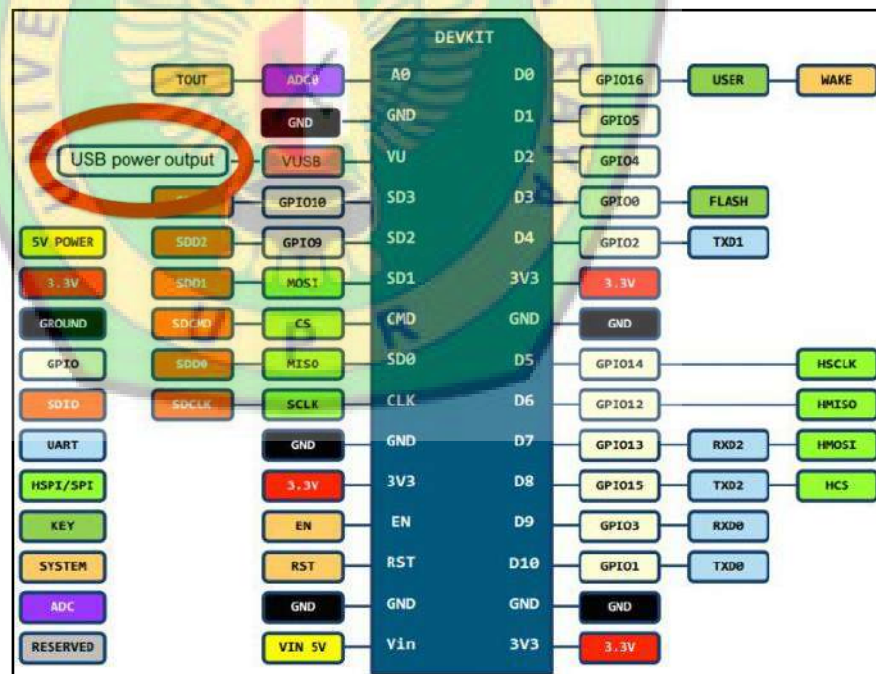 DEVKIT
TOUT ADC0 A0 D0 GPIO16 USER WAKE
GND GND D1 GPIO5
USB power output VUSB VU D2 GPIO4
GPIO10 SD3 D3 GPIO0 FLASH
5V POWER SDD2 GPIO9 SD2 D4 GPIO2 TXD1
3.3V SDD1 MOSI SD1 3V3 3.3V
GROUND SDCMD CS CMD GND GND
GPIO SDD0 MISO SD0 D5 GPIO14 HSCLK
SDIO SDCLK SCLK CLK D6 GPIO12 HMISO
UART GND GND D7 GPIO13 RXD2 HMOSI
HSPI/SPI 3.3V 3V3 D8 GPIO15 TXD2 HCS
KEY EN EN D9 GPIO3 RXD0
SYSTEM RST RST D10 GPIO1 TXD0
ADC GND GND GND GND
RESERVED VIN 5V Vin 3V3 3.3V